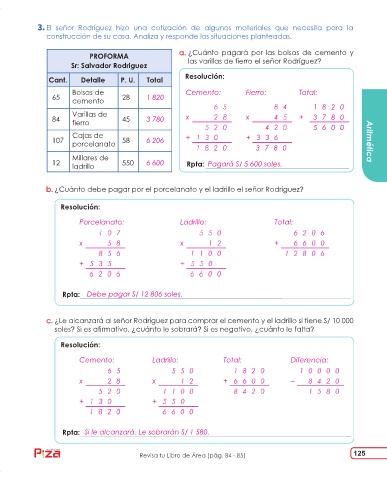 3. El señor Rodríguez hizo una cotización de algunos materiales que necesita para la
construcción de su casa. Analiza y responde las situaciones planteadas.
PROFORMA
Sr: Salvador Rodríguez
Cant. Detalle P. U. Total
65 Bolsas de cemento 28 1 820
84 Varillas de fierro 45 3 780
107 Cajas de porcelanato 58 6 206
12 Millares de ladrillo 550 6 600
a. ¿Cuánto pagará por las bolsas de cemento y
las varillas de fierro el señor Rodríguez?
Resolución:
Cemento: Fierro: Total:
6 5 8 4 1 8 2 0
x 2 8 x 4 5 + 3 7 8 0
5 2 0 4 2 0 5 6 0 0
+ 1 3 0 + 3 3 6
1 8 2 0 3 7 8 0
Rpta: Pagará S/ 5 600 soles.
Aritmética
b. ¿Cuánto debe pagar por el porcelanato y el ladrillo el señor Rodríguez?
Resolución:
Porcelanato: Ladrillo: Total:
1 0 7 5 5 0 6 2 0 6
x 5 8 x 1 2 + 6 6 0 0
8 5 6 1 1 0 0 1 2 8 0 6
+ 5 3 5 + 5 5 0
6 2 0 6 6 6 0 0
Rpta: Debe pagar S/ 12 806 soles.
c. ¿Le alcanzará al señor Rodríguez para comprar el cemento y el ladrillo si tiene S/ 10 000
soles? Si es afirmativo, ¿cuánto le sobrará? Si es negativo, ¿cuánto le falta?
Resolución:
Cemento: Ladrillo: Total: Diferencia:
6 5 5 5 0 1 8 2 0 1 0 0 0 0
x 2 8 x 1 2 + 6 6 0 0 – 8 4 2 0
5 2 0 1 1 0 0 8 4 2 0 1 5 8 0
+ 1 3 0 + 5 5 0
1 8 2 0 6 6 0 0
Rpta: Si le alcanzará. Le sobrarán S/ 1 580.
Revisa tu Libro de Área (pág. 84 - 85)
125